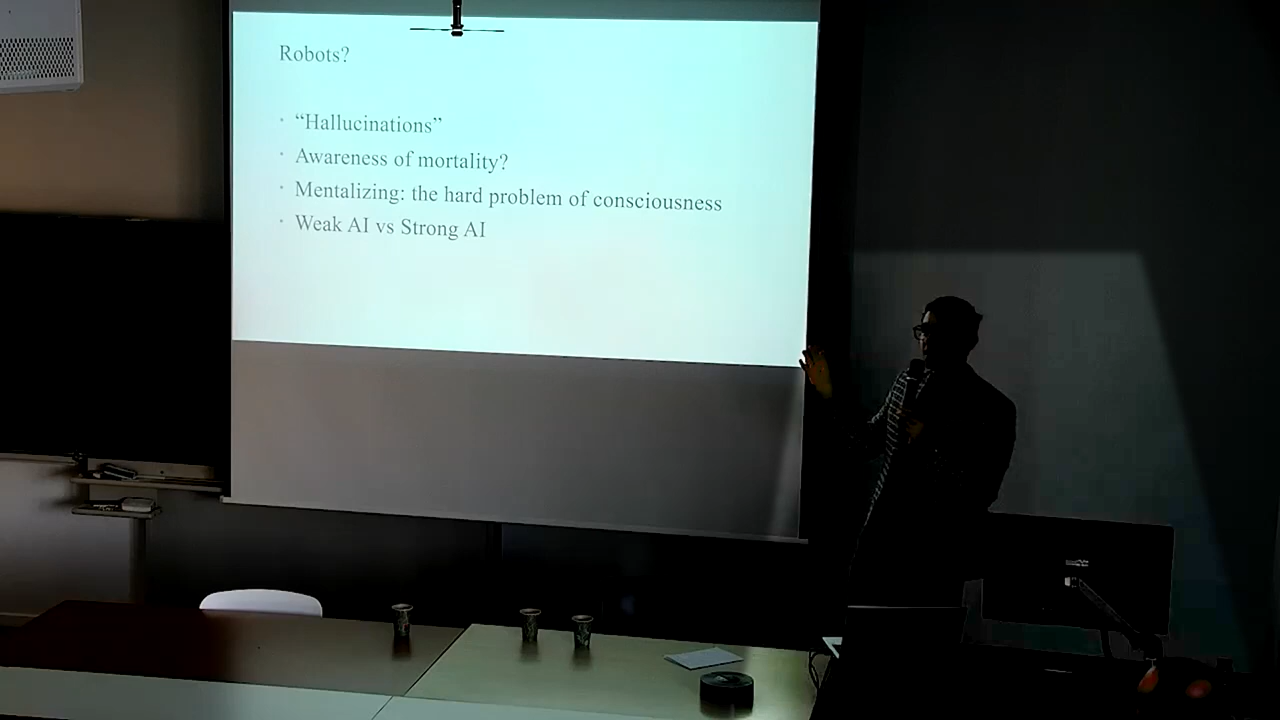 Robots?
• “Hallucinations”
• Awareness of mortality?
• Mentalizing: the hard problem of consciousness
• Weak AI vs Strong AI